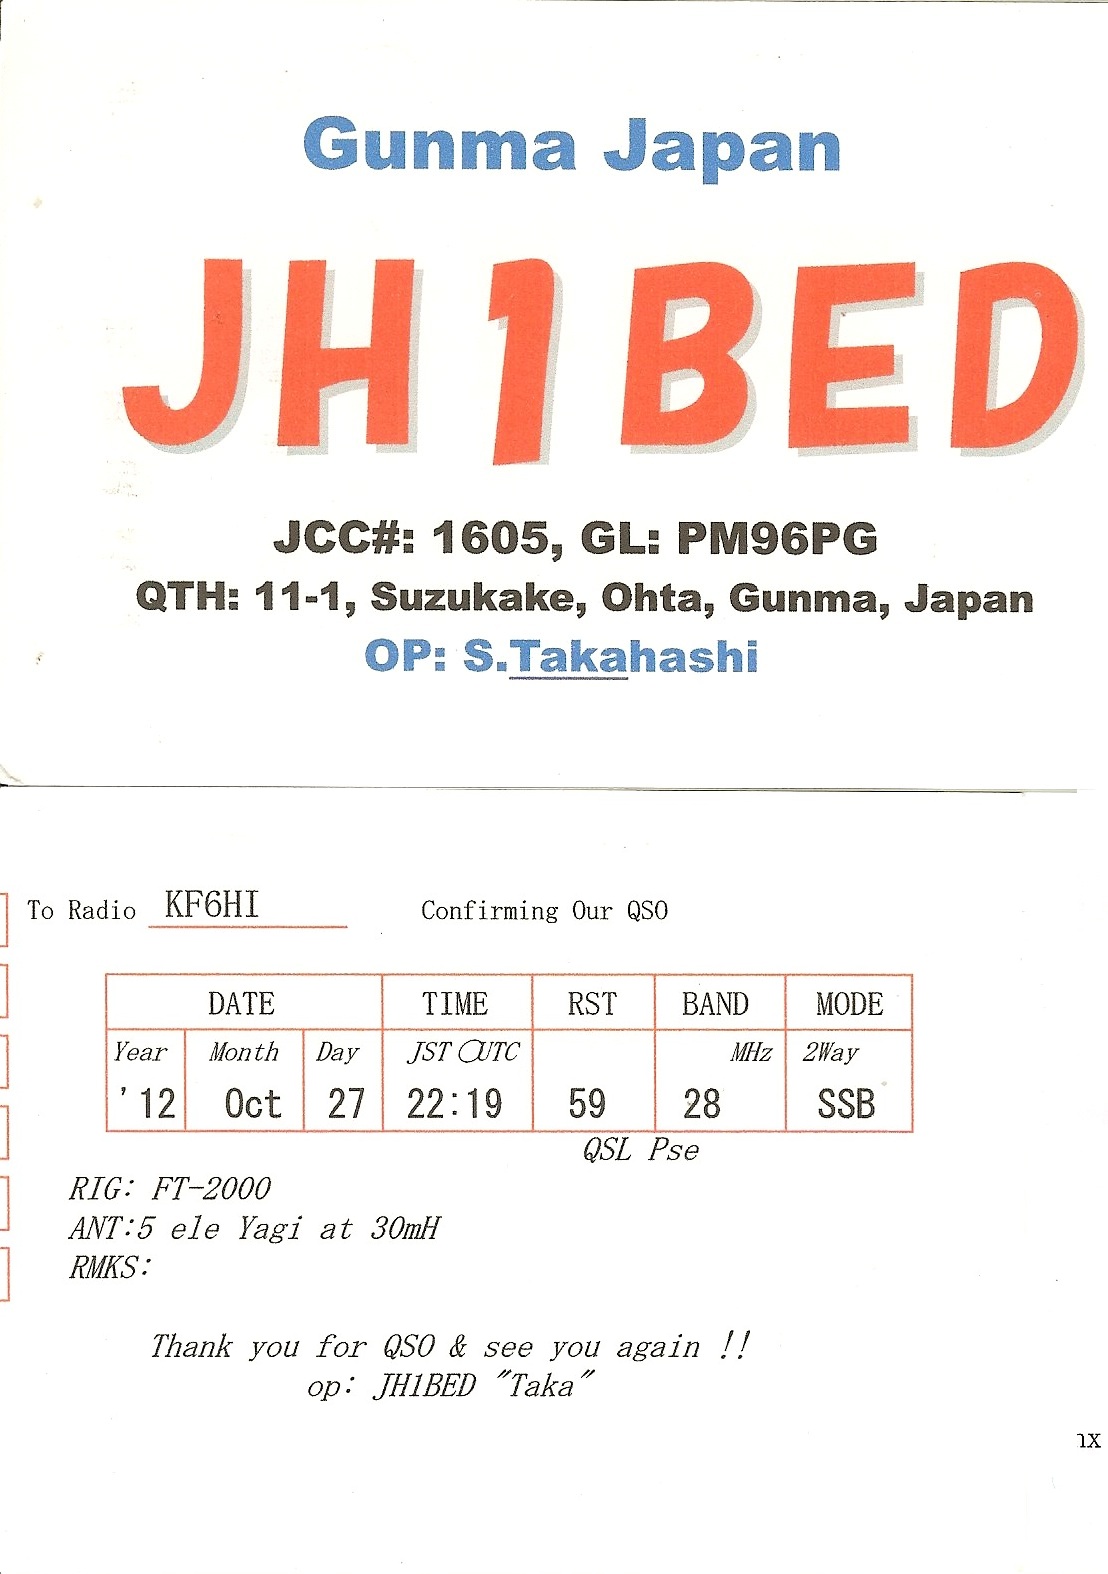 Gunma Japan
JH1BED
JCC#: 1605, GL: PM96PG
QTH: 11-1, Suzukake, Ohta, Gunma, Japan
OP: S.Takahashi
To Radio KF6HI Confirming Our QSO
DATE TIME RST BAND MODE
Year Month Day JST UTC MHz 2Way
'12 Oct 27 22:19 59 28 SSB
QSL Pse
RIG: FT-2000
ANT:5 ele Yagi at 30mH
RMKS:
Thank you for QSO & see you again !!
op: JH1BED "Taka"